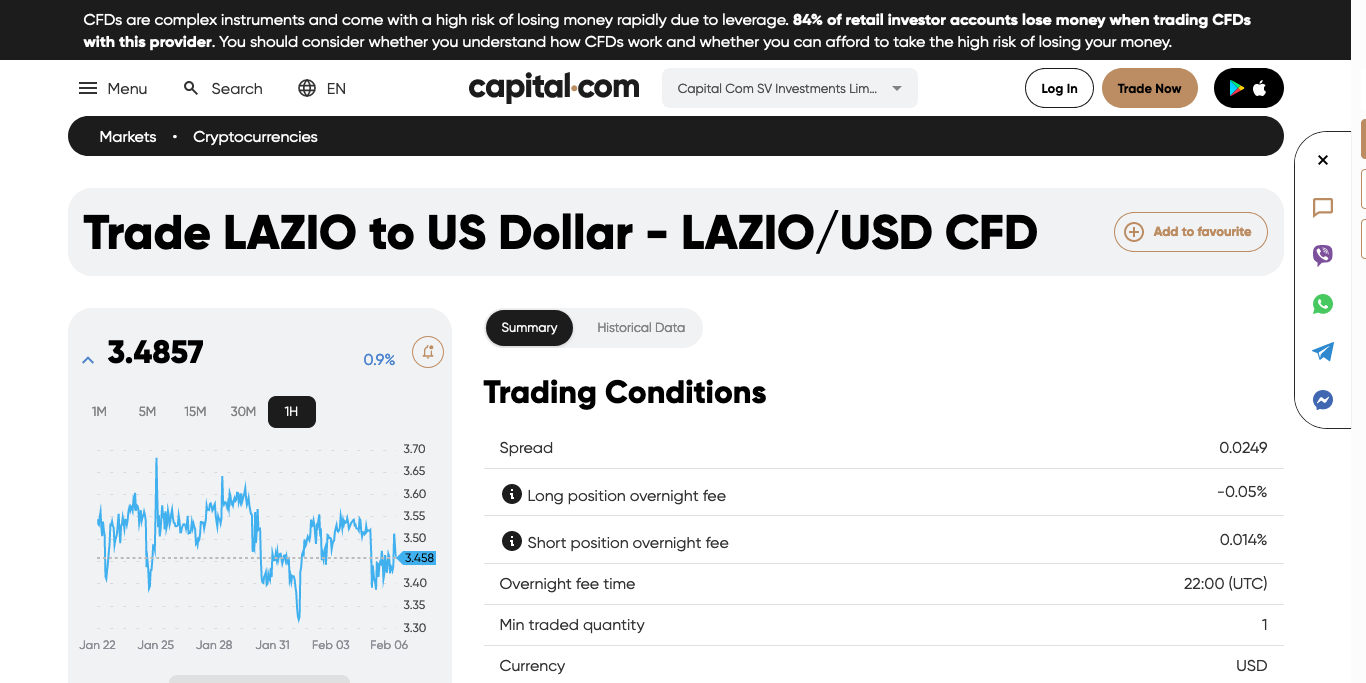 CFDs are complex instruments and come with a high risk of losing money rapidly due to leverage. 84% of retail investor accounts lose money when trading CFDs
with this provider. You should consider whether you understand how CFDs work and whether you can afford to take the high risk of losing your money.
Menu Search EN capital.com Capital Com SV Investments Lim... Log In Trade Now
Markets • Cryptocurrencies
Trade LAZIO to US Dollar - LAZIO/USD CFD
Add to favourite
3.4857 0.9%
1M 5M 15M 30M 1H
3.70
3.65
3.60
3.55
3.50
3.458
3.40
3.35
3.30
Jan 22 Jan 25 Jan 28 Jan 31 Feb 03 Feb 06
Summary Historical Data
Trading Conditions
Spread 0.0249
Long position overnight fee -0.05%
Short position overnight fee 0.014%
Overnight fee time 22:00 (UTC)
Min traded quantity 1
Currency USD